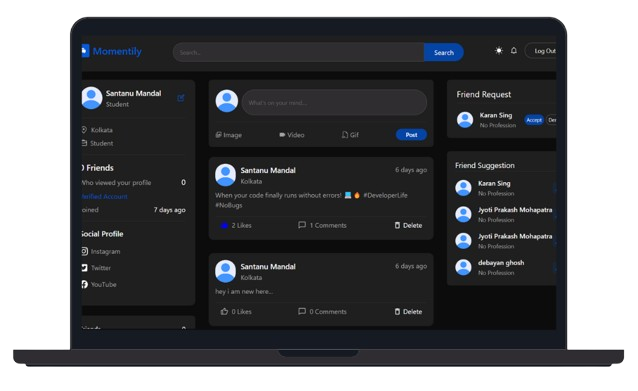 Momentily
Search...
Search
Log Out
Santanu Mandal
Student
Kolkata
Student
Friends
Who viewed your profile 0
Verified Account
Joined 7 days ago
Social Profile
Instagram
Twitter
YouTube
Friends
What's on your mind...
Image
Video
Gif
Post
Santanu Mandal
6 days ago
Kolkata
When your code finally runs without errors! 💻 🔥 #DeveloperLife
#NoBugs
2 Likes
1 Comments
Delete
Santanu Mandal
6 days ago
Kolkata
hey i am new here...
0 Likes
0 Comments
Delete
Friend Request
Karan Sing
No Profession
Accept
Friend Suggestion
Karan Sing
No Profession
Jyoti Prakash Mohapatra
No Profession
Jyoti Prakash Mohapatra
No Profession
debayan ghosh
No Profession